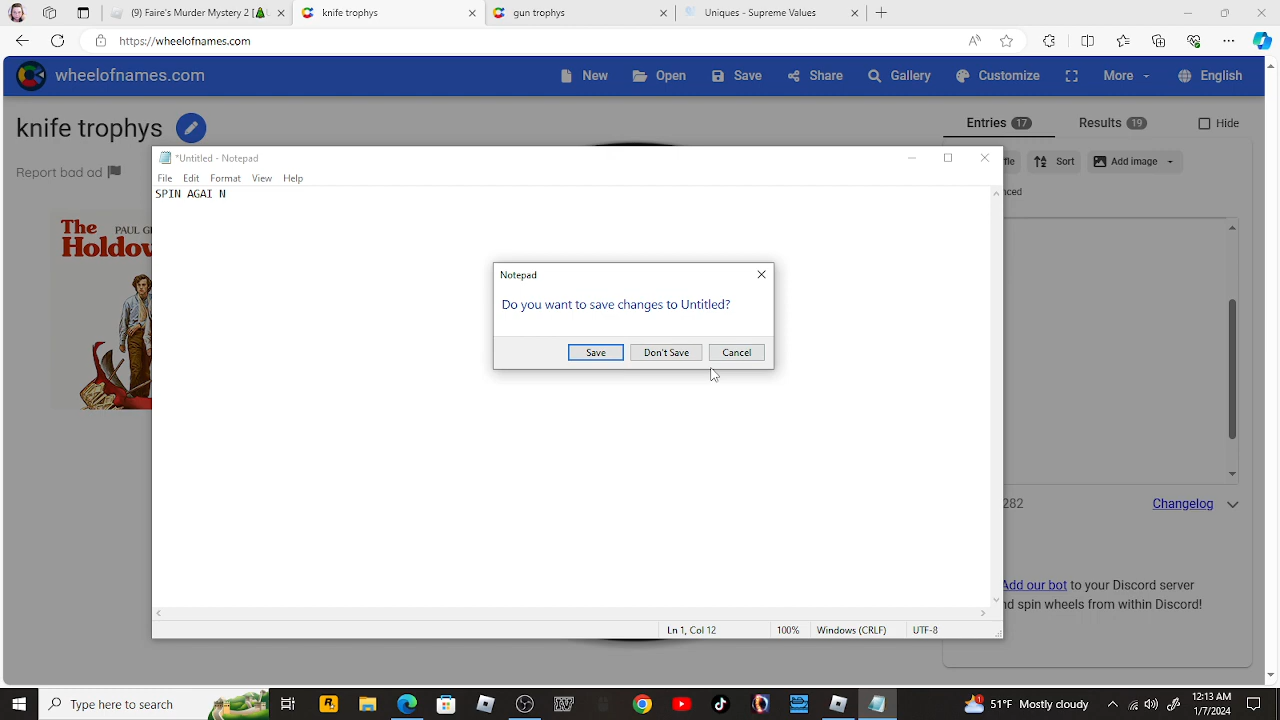 (9) Faire's Murder Mystery 2 [
knife trophys
gun trophys
Uniques - Supreme Values
https://wheelofnames.com
wheelofnames.com
New
Open
Save
Share
Gallery
Customize
More
English
knife trophys
Entries 17
Results 19
Hide
Report bad ad
Sort
Add image
*Untitled - Notepad
File Edit Format View Help
SPIN AGAI N
The
PAUL
Notepad
Do you want to save changes to Untitled?
Save
Don't Save
Cancel
282
Changelog
Add our bot to your Discord server
nd spin wheels from within Discord!
Ln 1, Col 12
100%
Windows (CRLF)
UTF-8
Type here to search
51°F Mostly cloudy
12:13 AM
1/7/2024